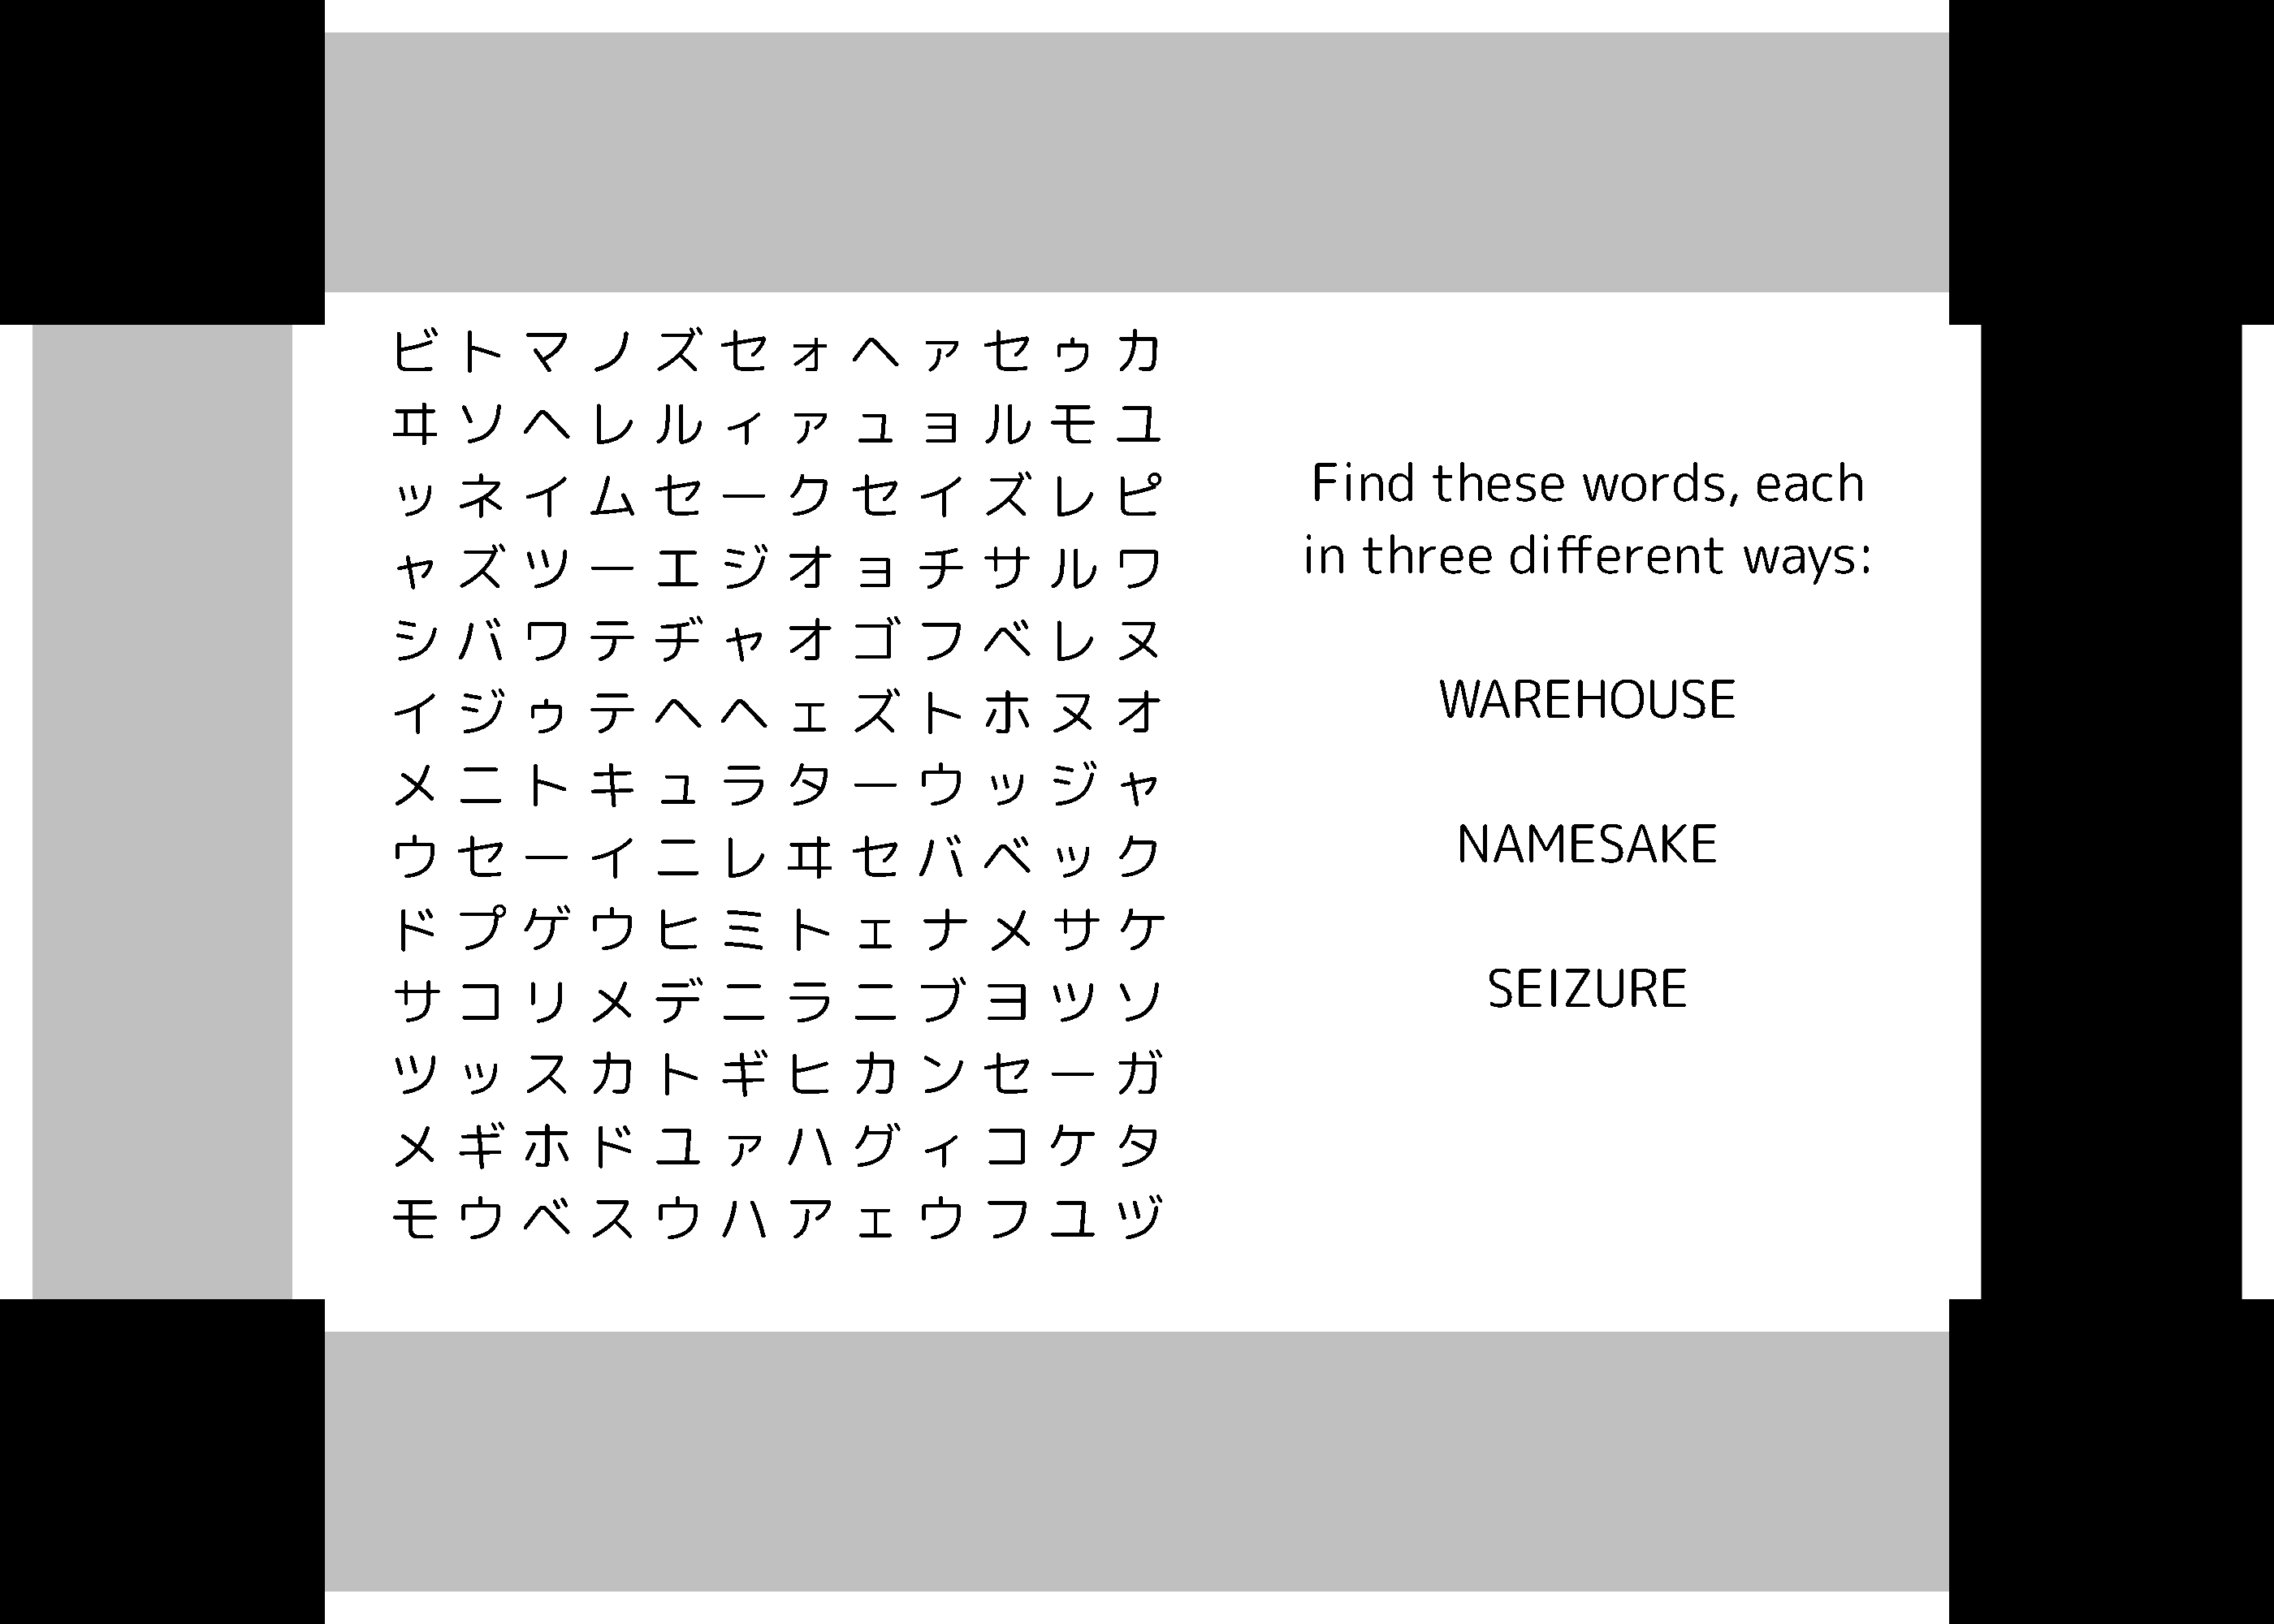 ビトマノズセォヘァセゥカ
ヰソヘレルィァュョルモユ
ッネイムセークセイズレピ
ャズツーエジオョチサルワ
シバワテヂャオゴフベレヌ
イジゥテヘヘェズトホヌオ
メニトキュラターウッジャ
ウセーイニレヰセバベック
ドプゲウヒミトェナメサケ
サコリメデニラニブヨツソ
ツッスカトギヒカンセーガ
メギホドユァハグィコケタ
モウベスウハアェウフユヅ
Find these words, each
in three different ways:
WAREHOUSE
NAMESAKE
SEIZURE